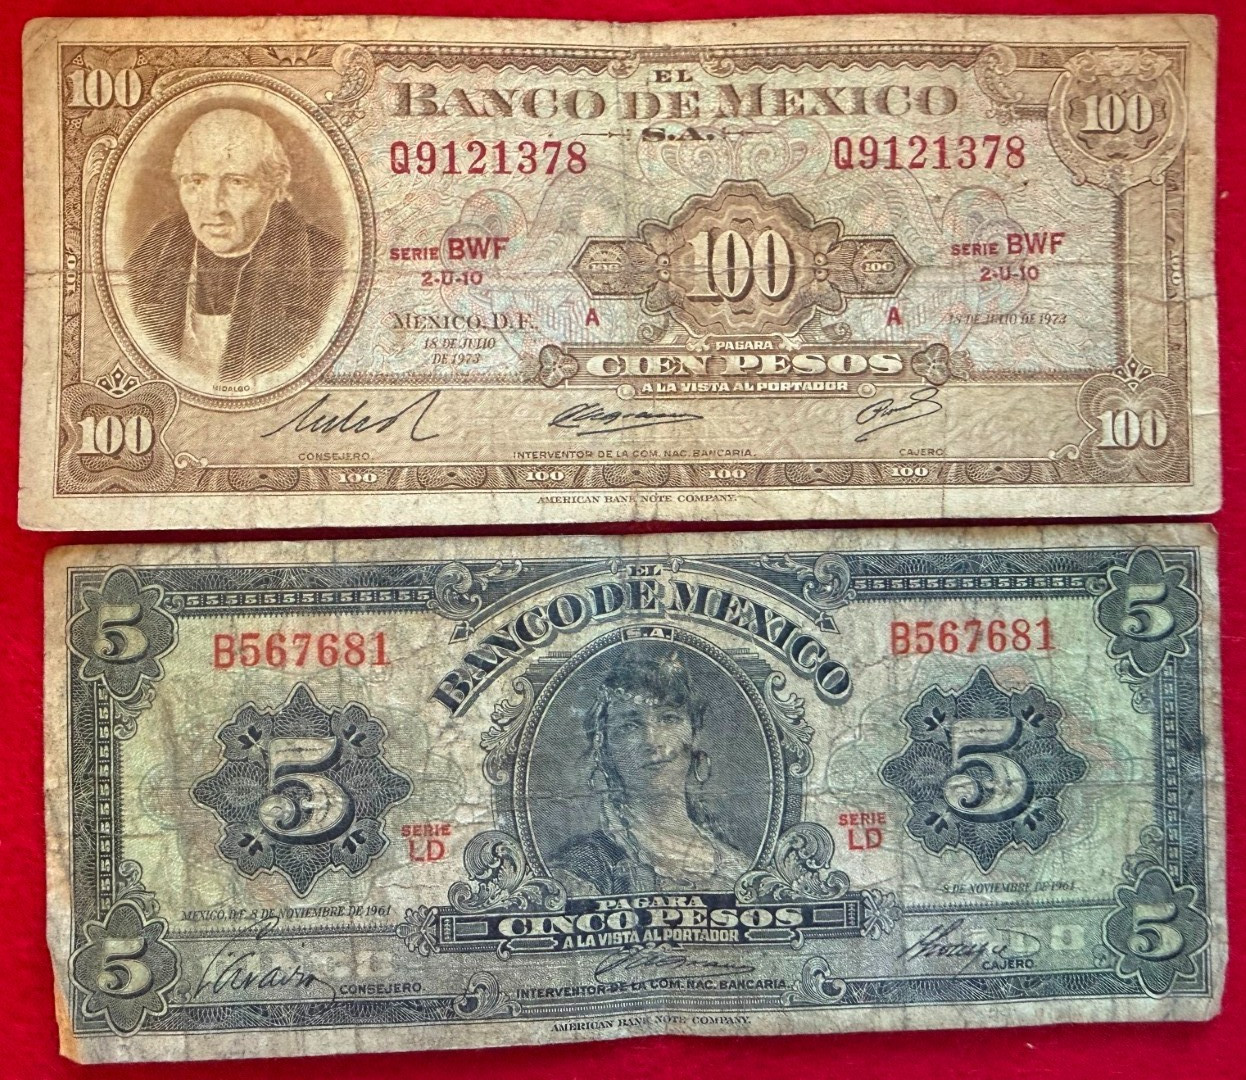 100 EL 100
BANCO DE MEXICO
S.A.
Q9121378 Q9121378
SERIE BWF SERIE BWF
2-U-10 2-U-10
100
100 100
MEXICO, D.F. A A 18 DE JULIO DE 1973
18 DE JULIO
DE 1973
PAGARA
CIEN PESOS
A LA VISTA AL PORTADOR
HIDALGO
100 100
CONSEJERO. INTERVENTOR DE LA COM. NAC. BANCARIA. CAJERO
100 100 100 100
AMERICAN BANK NOTE COMPANY.
5 EL 5
BANCO DE MEXICO
S.A.
B567681 B567681
5 5
SERIE SERIE
LD LD
MEXICO, D.F. 8 DE NOVIEMBRE DE 1961 8 DE NOVIEMBRE DE 1961
PAGARA
CINCO PESOS
A LA VISTA AL PORTADOR
5 5
CONSEJERO. INTERVENTOR DE LA COM. NAC. BANCARIA. CAJERO
AMERICAN BANK NOTE COMPANY.